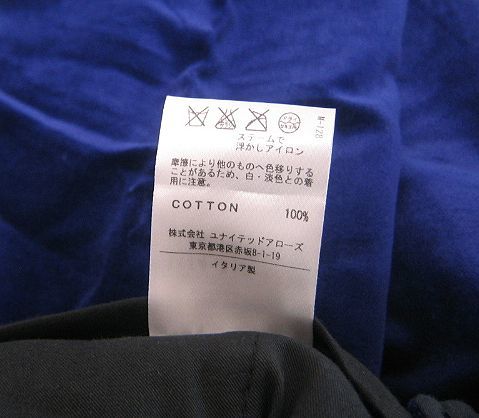 M-128
スチームで
浮かしアイロン
摩擦により他のものへ色移りする
ことがあるため、白・淡色との着
用に注意。
COTTON 100%
株式会社 ユナイテッドアローズ
東京都港区赤坂8-1-19
イタリア製